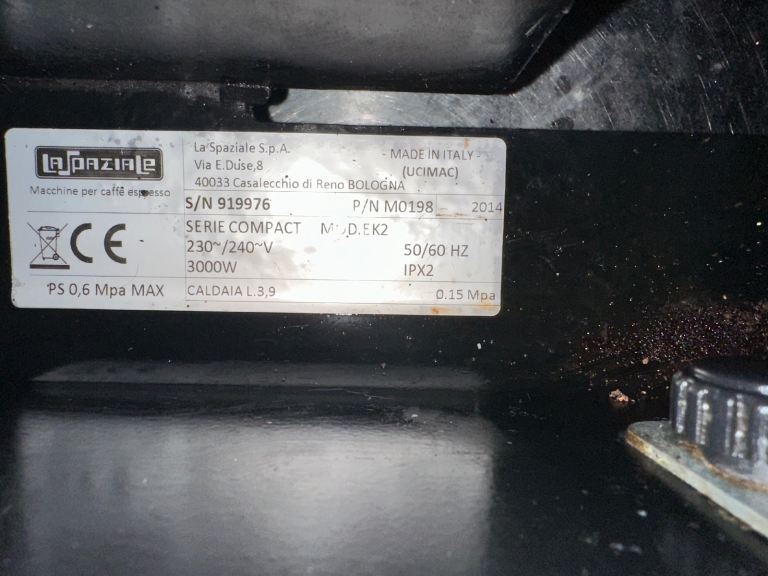 LASPAZIALE
Macchine per caffè espresso
La Spaziale S.p.A.
Via E.Duse,8
40033 Casalecchio di Reno BOLOGNA
- MADE IN ITALY -
(UCIMAC)
S/N 919976 P/N M0198 2014
SERIE COMPACT MOD.EK2
230~/240~V 50/60 HZ
3000W IPX2
CE
PS 0,6 Mpa MAX
CALDAIA L.3,9 0.15 Mpa